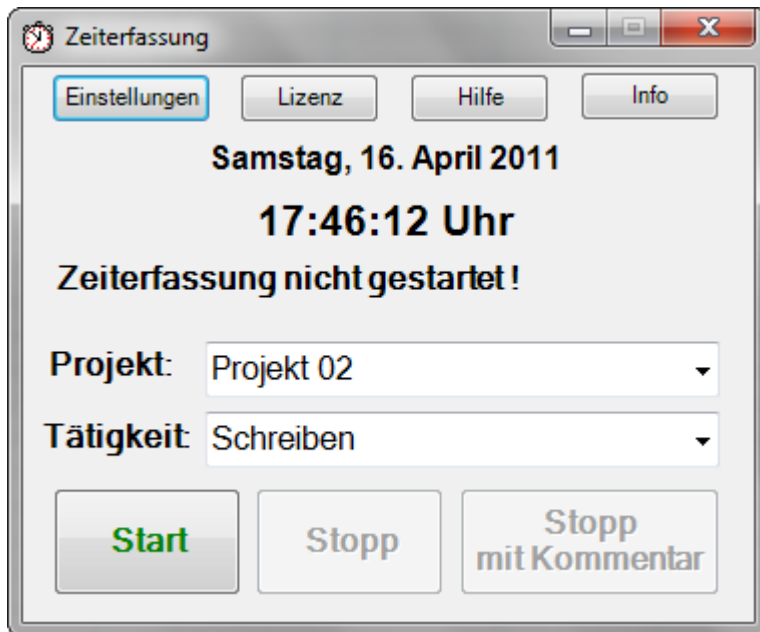 Zeiterfassung
Einstellungen
Lizenz
Hilfe
Info
Samstag, 16. April 2011
17:46:12 Uhr
Zeiterfassung nicht gestartet !
Projekt:
Projekt 02
Tätigkeit:
Schreiben
Start
Stopp
Stopp
mit Kommentar